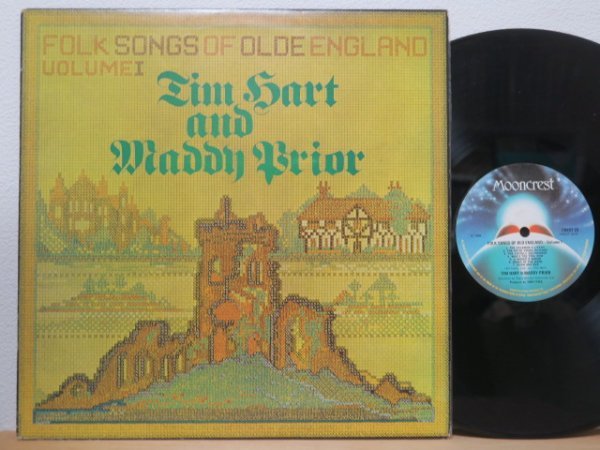 FOLK SONGS OF OLDE ENGLAND
VOLUME I
Tim Hart
and
Maddy Prior
Mooncrest
FOLK SONGS OF OLD ENGLAND
TIM HART & MADDY PRIOR